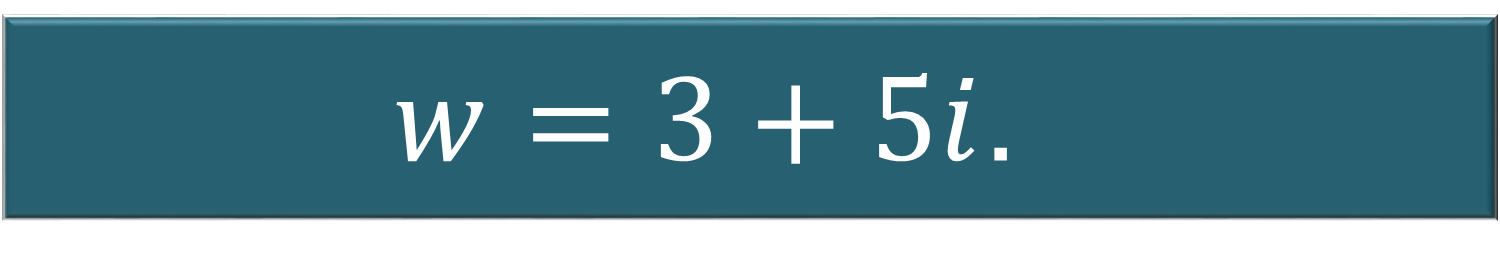 w = 3 + 5i.